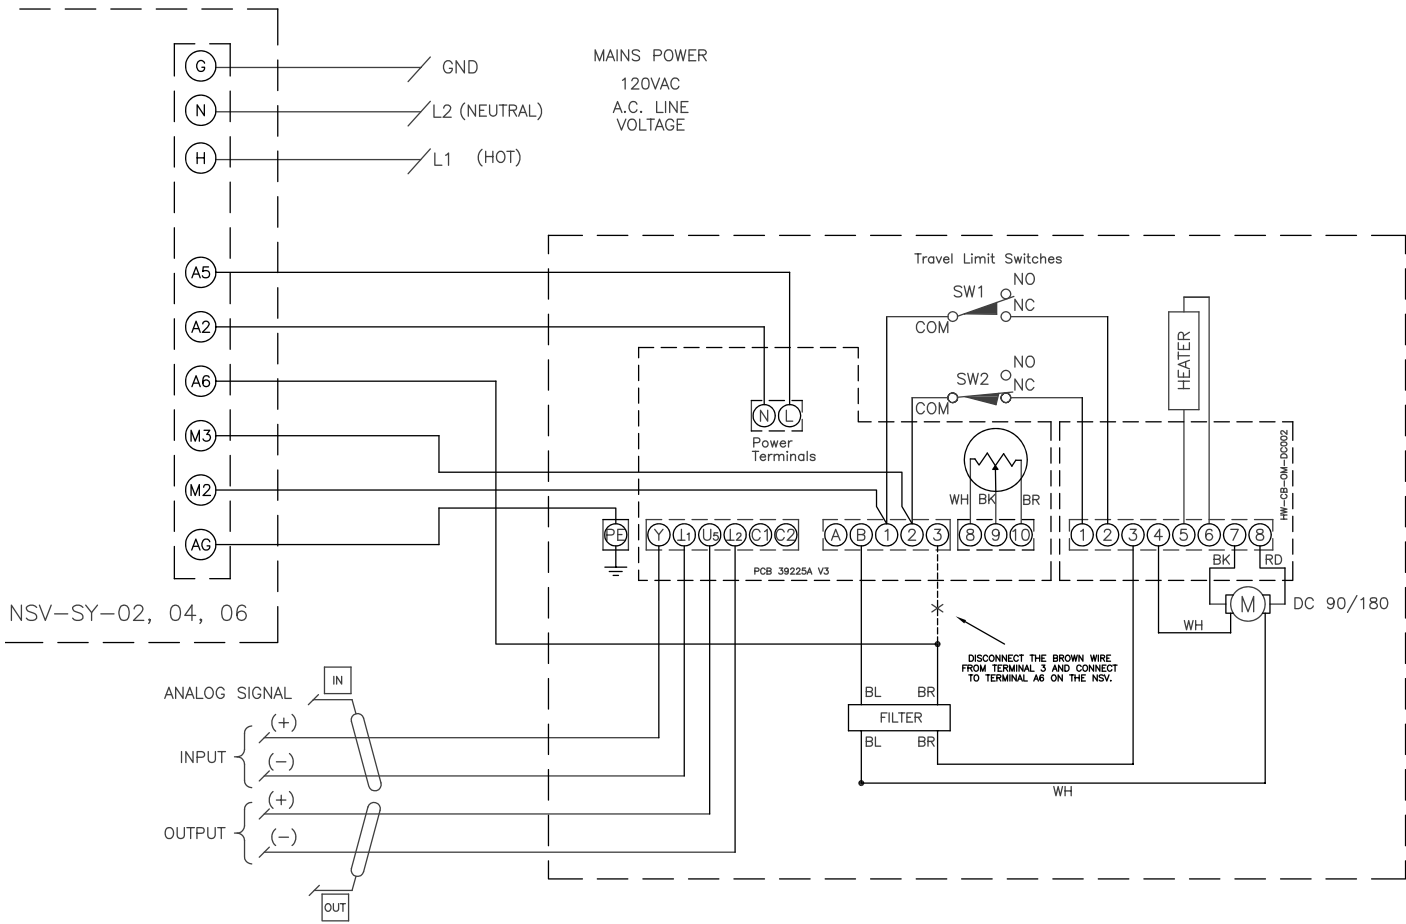 G
GND
N
L2 (NEUTRAL)
H
L1 (HOT)
MAINS POWER
120VAC
A.C. LINE
VOLTAGE
A5
A2
A6
M3
M2
AG
NSV-SY-02, 04, 06
Travel Limit Switches
SW1
NO
NC
COM
SW2
NO
NC
COM
HEATER
N L
Power
Terminals
WH BK BR
HW-CB-OM-DC002
PE
Y ⊥1 U5 ⊥2 C1 C2
A B 1 2 3
8 9 10
1 2 3 4 5 6 7 8
PCB 39225A V3
BK RD
M
DC 90/180
WH
DISCONNECT THE BROWN WIRE
FROM TERMINAL 3 AND CONNECT
TO TERMINAL A6 ON THE NSV.
BL BR
FILTER
BL BR
WH
ANALOG SIGNAL
IN
(+)
INPUT
(-)
(+)
OUTPUT
(-)
OUT